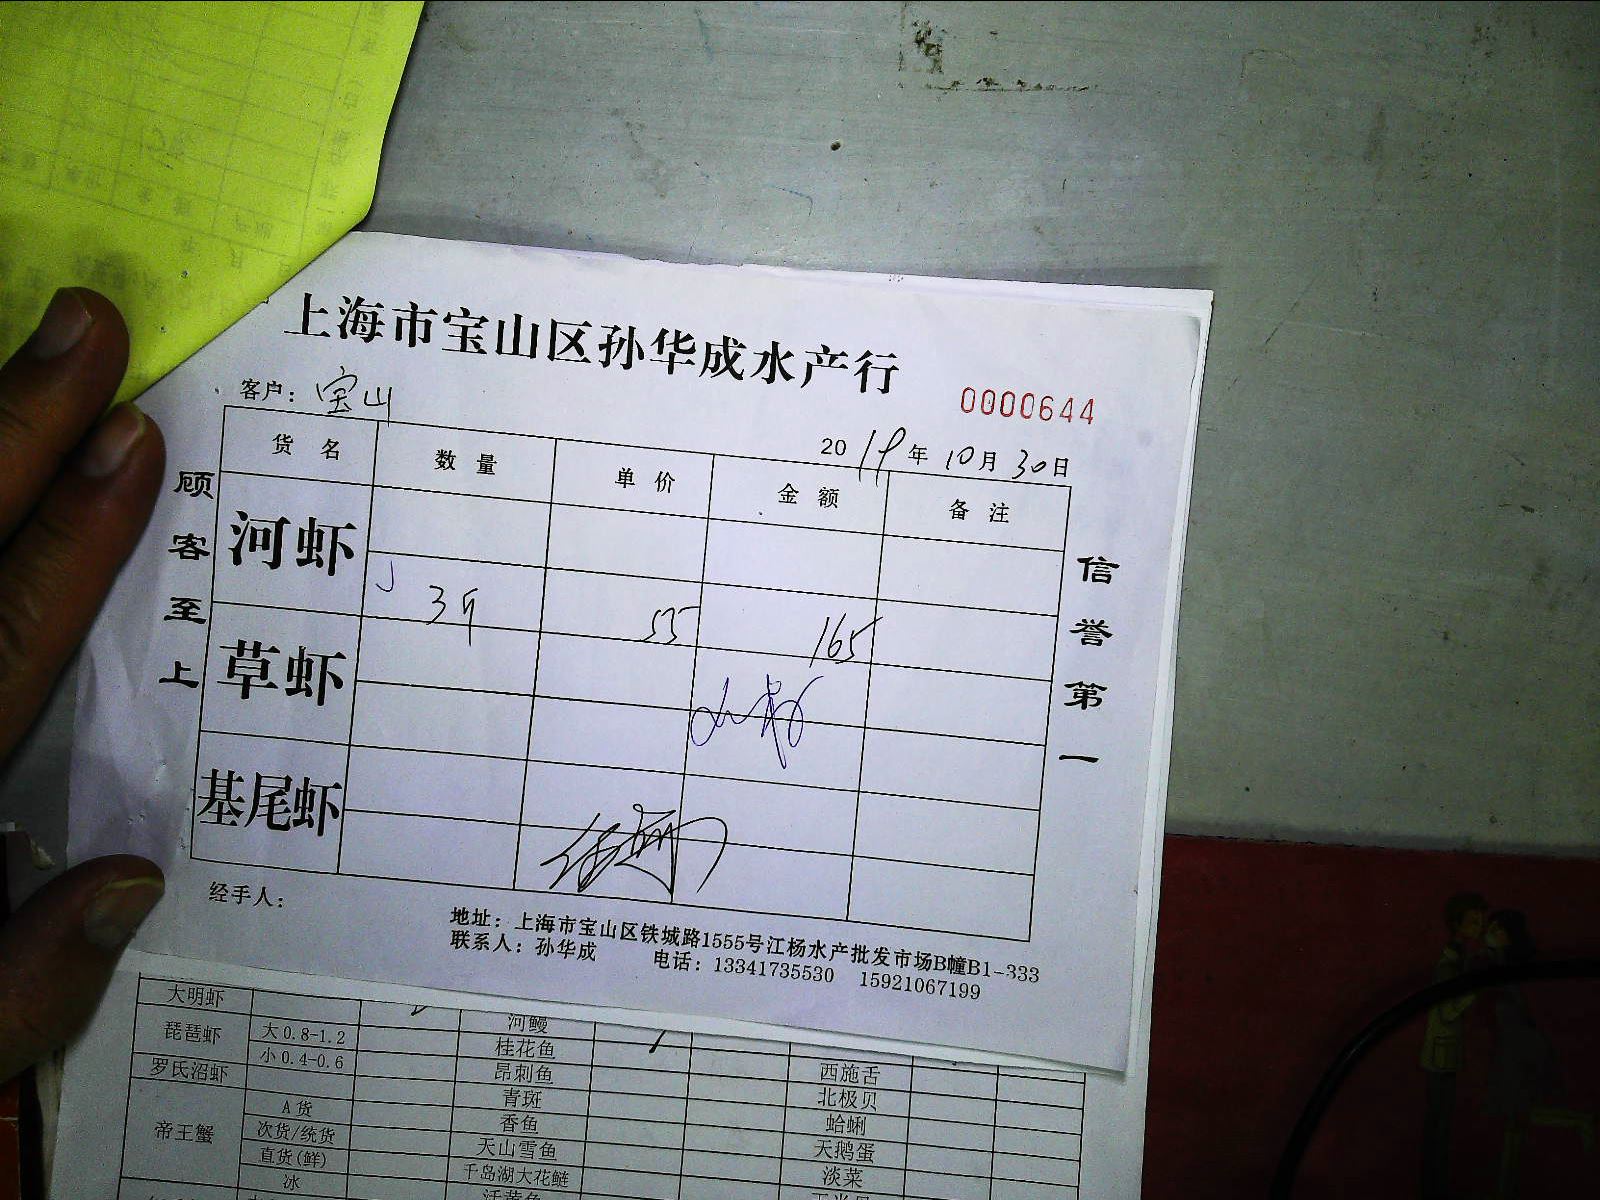 上海市宝山区孙华成水产行
0000644
客户：宝山
2019年10月30日
货名 数量 单价 金额 备注
河虾
3斤 55 165
草虾
基尾虾
顾客至上
信誉第一
经手人：
地址：上海市宝山区铁城路1555号江杨水产批发市场B幢B1-333
联系人：孙华成 电话：13341735530 15921067199
大明虾 河鳗
琵琶虾 大0.8-1.2 桂花鱼
小0.4-0.6 昂刺鱼 西施舌
罗氏沼虾 青斑 北极贝
帝王蟹 A货 香鱼 蛤蜊
次货/统货 天山雪鱼 天鹅蛋
直货(鲜) 千岛湖大花鲢 淡菜
冰